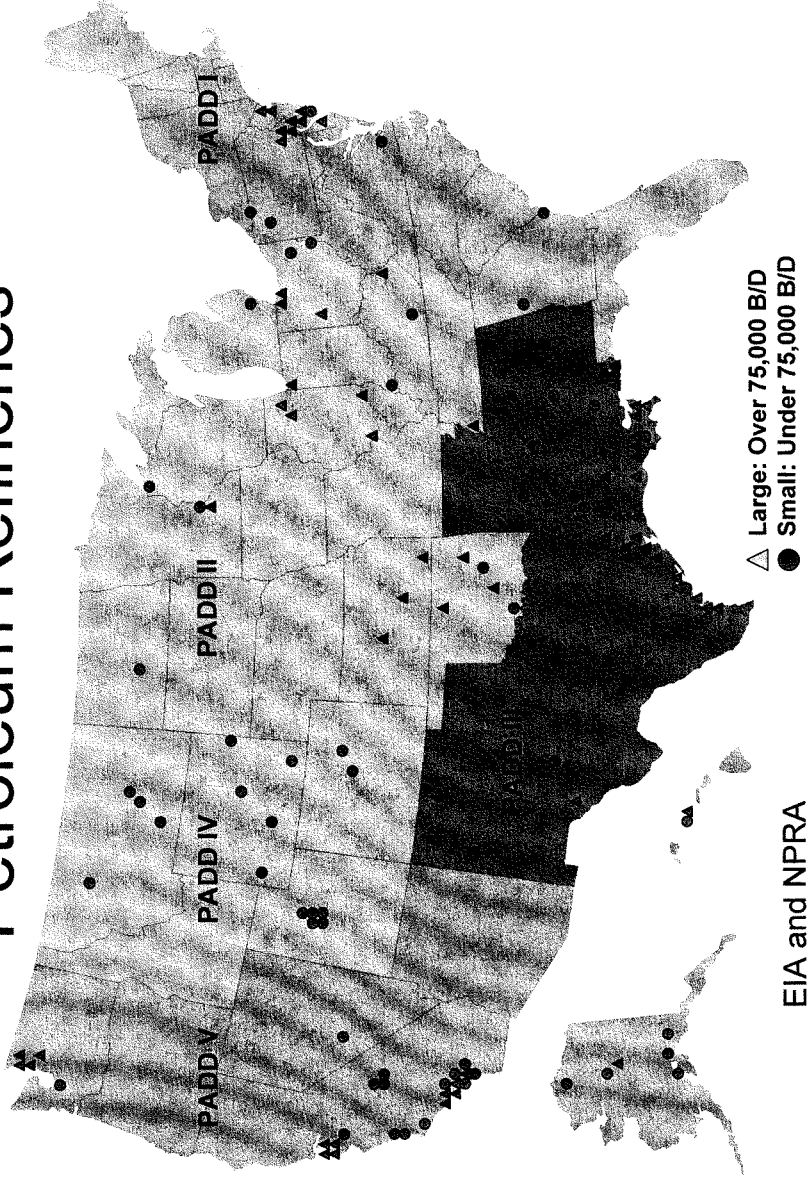 Petroleum Refineries
PADD V
PADD IV
PADD II
PADD I
PADD III
Large: Over 75,000 B/D
Small: Under 75,000 B/D
EIA and NPRA